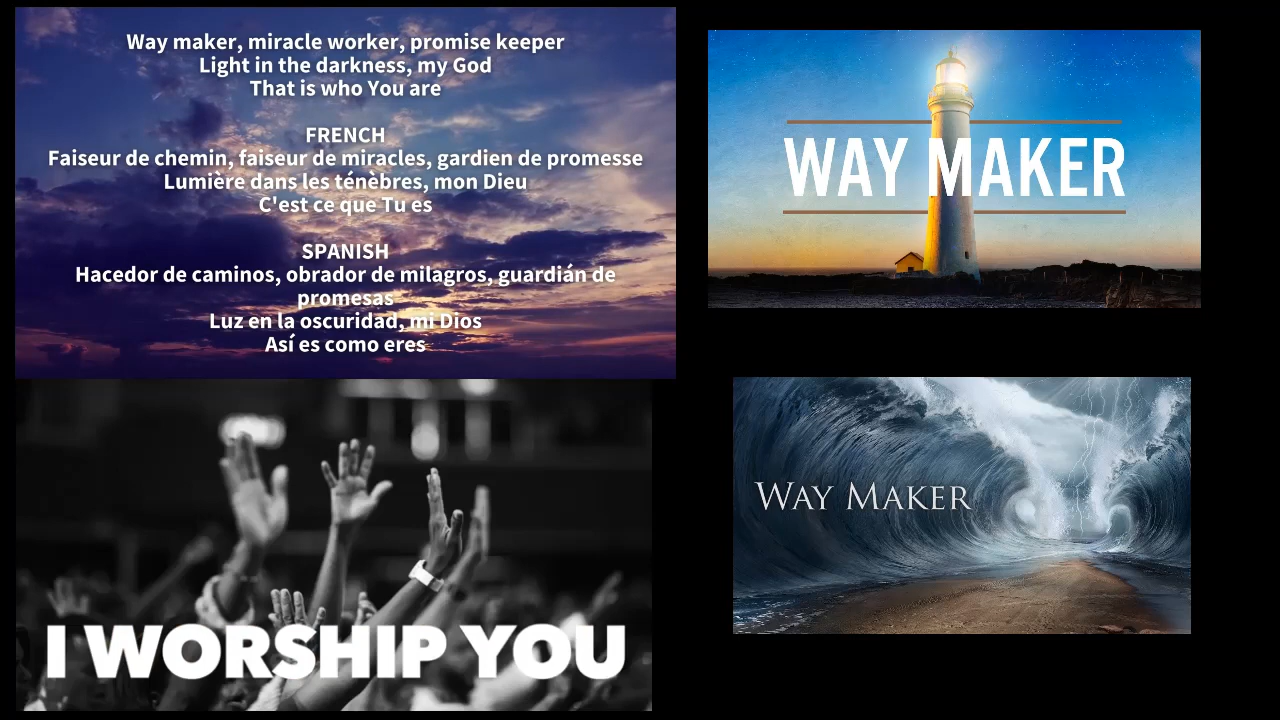 Way maker, miracle worker, promise keeper
Light in the darkness, my God
That is who You are
FRENCH
Faiseur de chemin, faiseur de miracles, gardien de promesse
Lumière dans les ténèbres, mon Dieu
C'est ce que Tu es
SPANISH
Hacedor de caminos, obrador de milagros, guardián de
promesas
Luz en la oscuridad, mi Dios
Así es como eres
WAY MAKER
WAY MAKER
I WORSHIP YOU